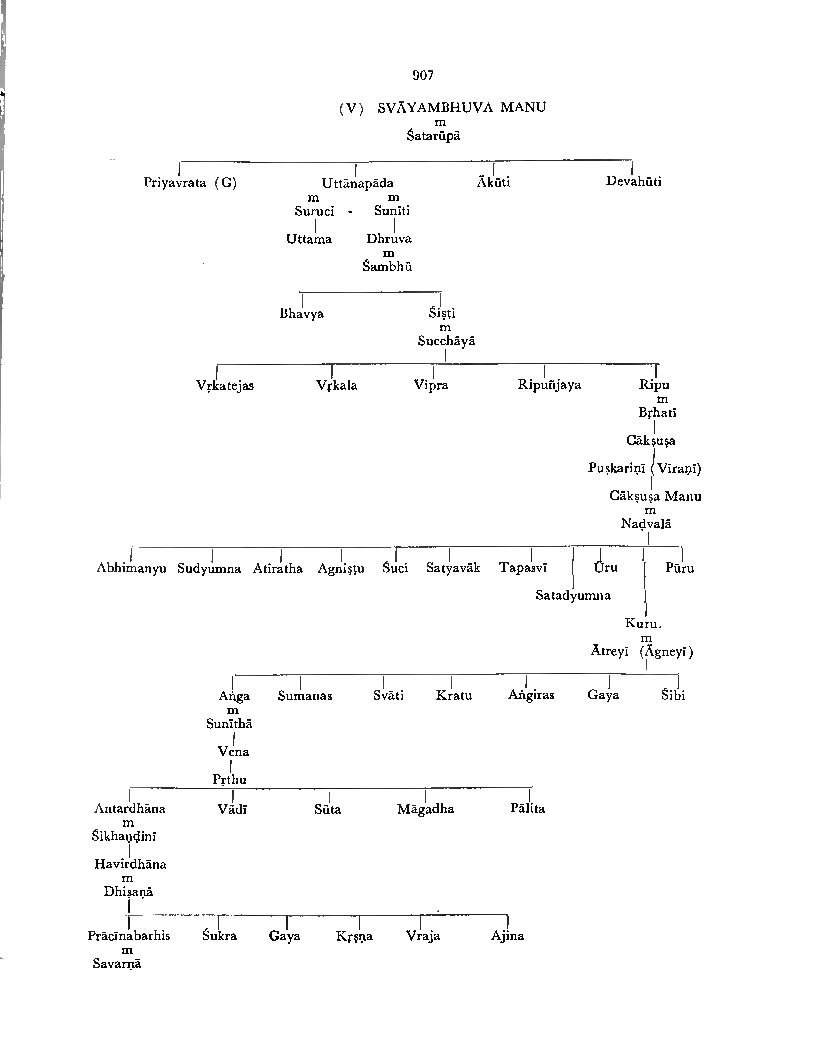 907
(V) SVĀYAMBHUVA MANU
m
Śatarūpā
Priyavrata (G) Uttānapāda Ākūti Devahūti
m m
Suruci - Sunīti
Uttama Dhruva
m
Śambhū
Bhavya Śiṣṭi
m
Succhāyā
Vṛkatejas Vṛkala Vipra Ripuñjaya Ripu
m
Bṛhatī
Cākṣuṣa
Puṣkariṇī (Vīraṇī)
Cākṣuṣa Manu
m
Naḍvalā
Abhimanyu Sudyumna Atirātha Agniṣṭu Śuci Satyavāk Tapasvī Ūru Pūru
Satadyumna
Kuru.
m
Ātreyī (Āgneyī)
Aṅga Sumanas Svāti Kratu Aṅgiras Gaya Śibi
m
Sunīthā
Vena
Pṛthu
Antardhāna Vādī Sūta Māgadha Pālita
m
Śikhaṇḍinī
Havirdhāna
m
Dhiṣaṇā
Prācīnabarhis Śukra Gaya Kṛṣṇa Vraja Ajina
m
Savarṇā